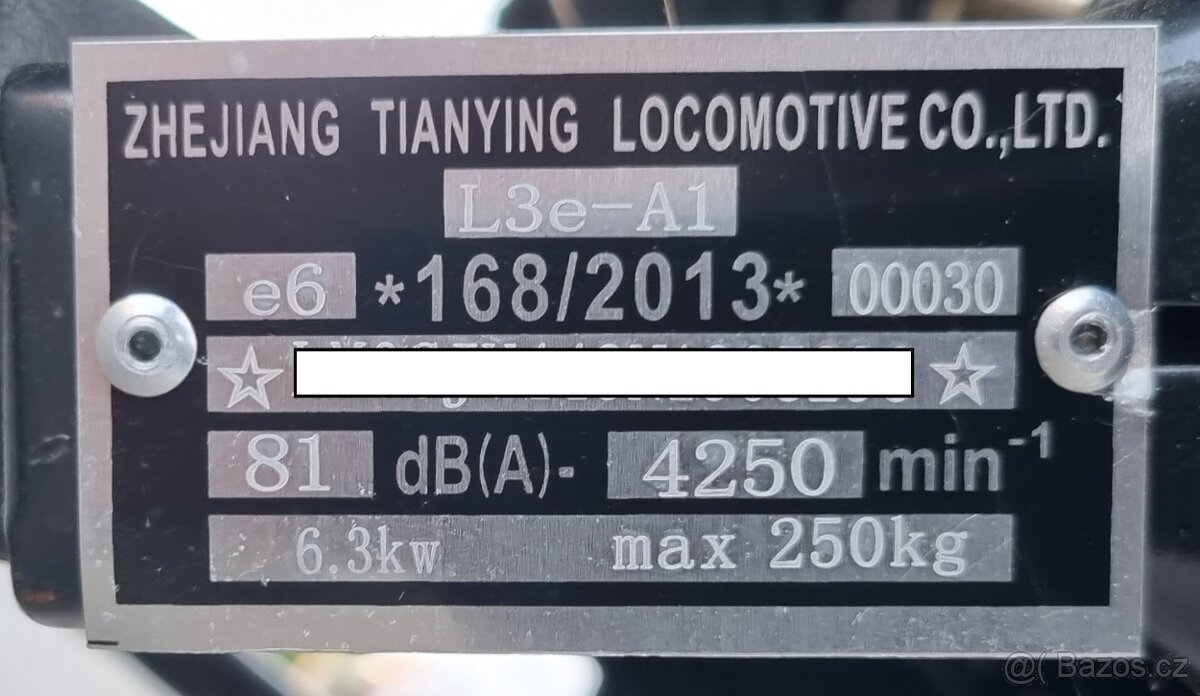 ZHEJIANG TIANYING LOCOMOTIVE CO.,LTD.
L3e-A1
e6 *168/2013* 00030
☆ ☆
81 dB(A)- 4250 min⁻¹
6.3kw max 250kg
@( Bazos.cz